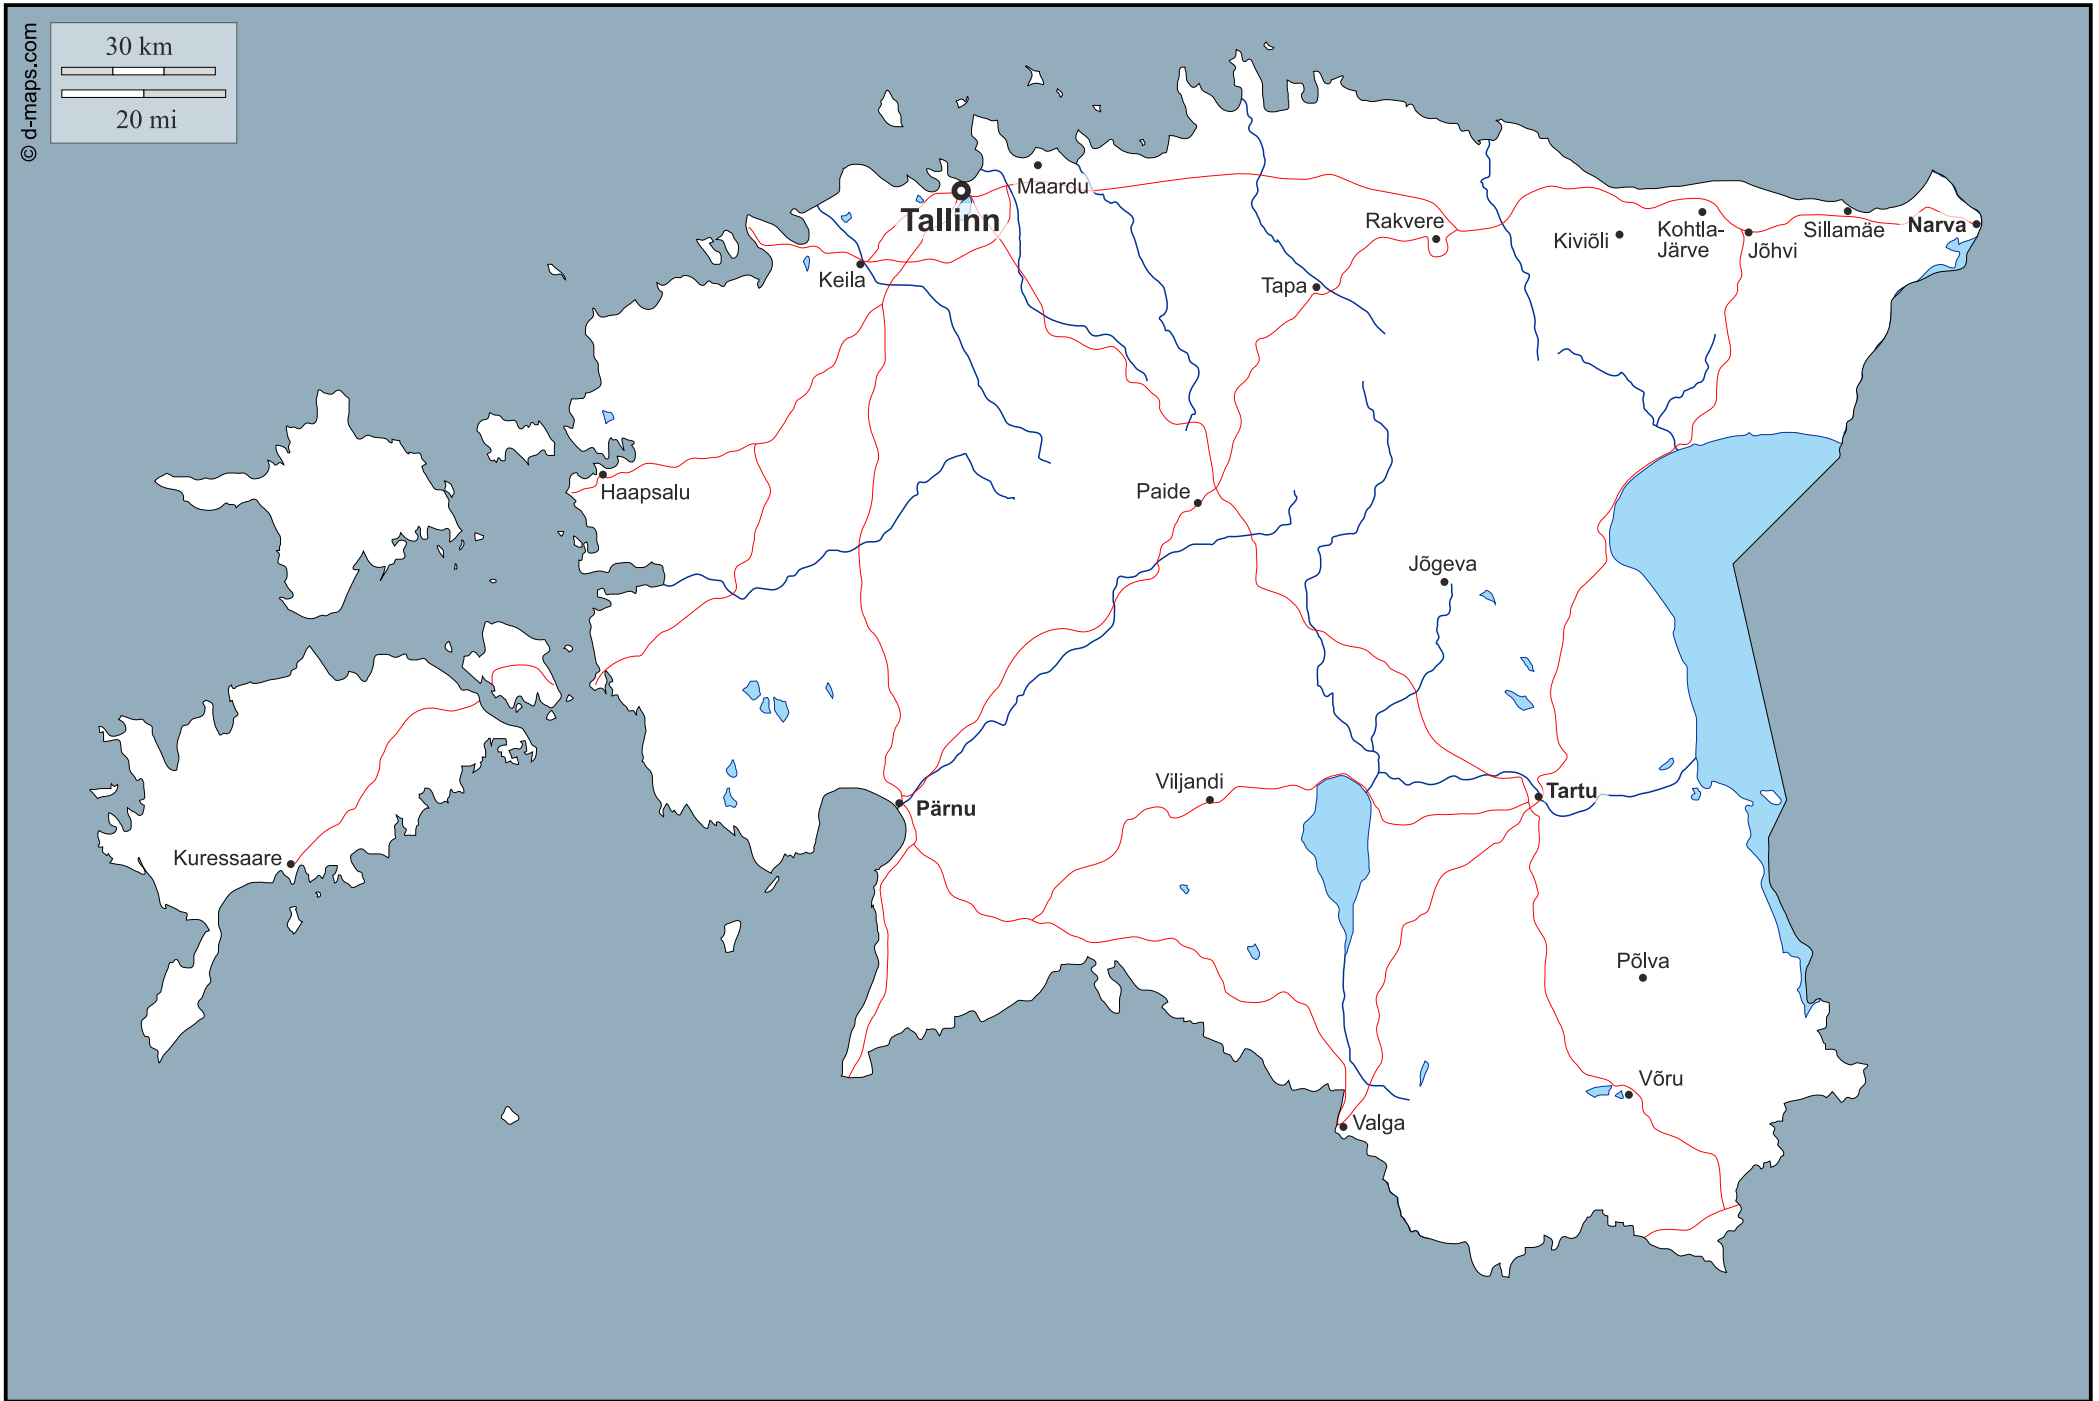 © d-maps.com
30 km
20 mi
Maardu
Tallinn
Keila
Rakvere
Tapa
Kiviõli
Kohtla-
Järve
Jõhvi
Sillamäe
Narva
Haapsalu
Paide
Jõgeva
Viljandi
Pärnu
Tartu
Kuressaare
Põlva
Võru
Valga